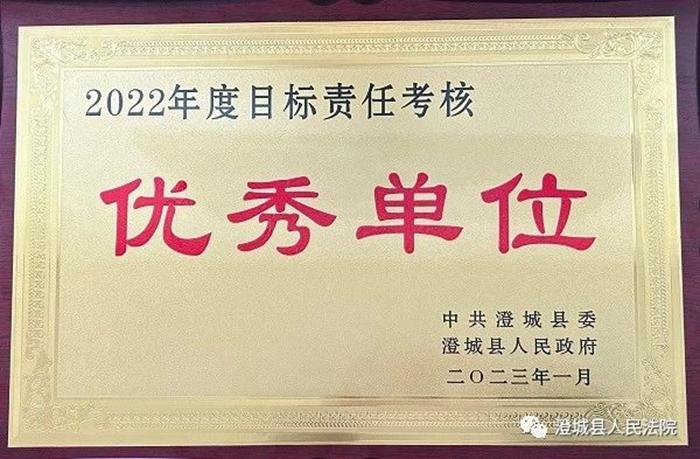 2022年度目标责任考核
优秀单位
中共澄城县委
澄城县人民政府
二〇二三年一月
澄城县人民法院